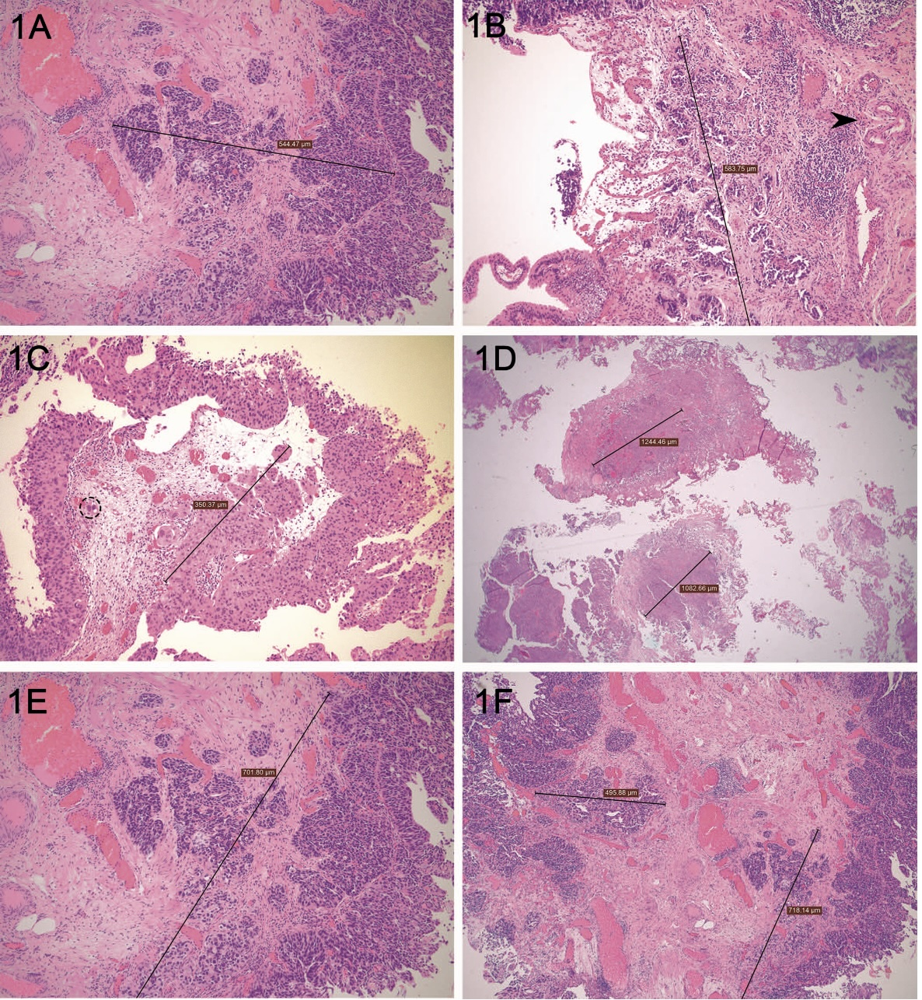 1A
544.47 µm
1B
583.75 µm
1C
350.37 µm
1D
1244.46 µm
1082.66 µm
1E
701.80 µm
1F
495.88 µm
718.14 µm